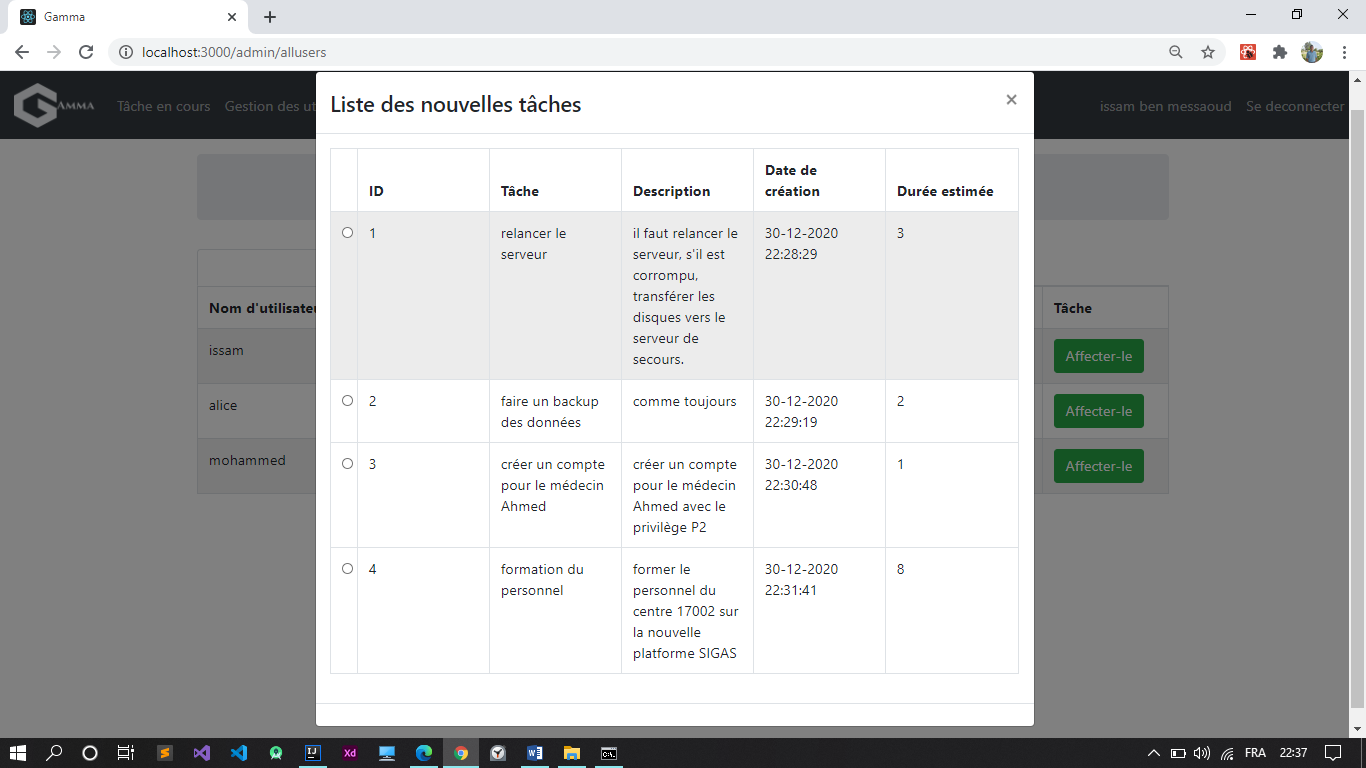 Gamma
localhost:3000/admin/allusers
GAMMA
Tâche en cours
Gestion des ut
issam ben messaoud
Se deconnecter
Liste des nouvelles tâches
×
ID
Tâche
Description
Date de
création
Durée estimée
1
relancer le
serveur
il faut relancer le
serveur, s'il est
corrompu,
transférer les
disques vers le
serveur de
secours.
30-12-2020
22:28:29
3
2
faire un backup
des données
comme toujours
30-12-2020
22:29:19
2
3
créer un compte
pour le médecin
Ahmed
créer un compte
pour le médecin
Ahmed avec le
privilège P2
30-12-2020
22:30:48
1
4
formation du
personnel
former le
personnel du
centre 17002 sur
la nouvelle
platforme SIGAS
30-12-2020
22:31:41
8
Nom d'utilisate
Tâche
issam
Affecter-le
alice
Affecter-le
mohammed
Affecter-le
FRA
22:37